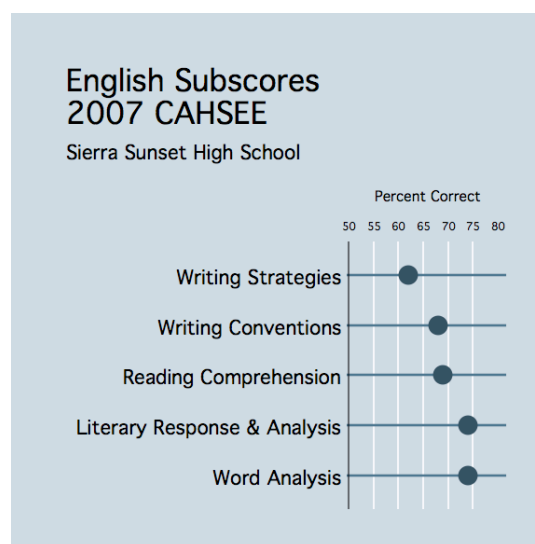 English Subscores
2007 CAHSEE
Sierra Sunset High School
Percent Correct
50 55 60 65 70 75 80
Writing Strategies
Writing Conventions
Reading Comprehension
Literary Response & Analysis
Word Analysis